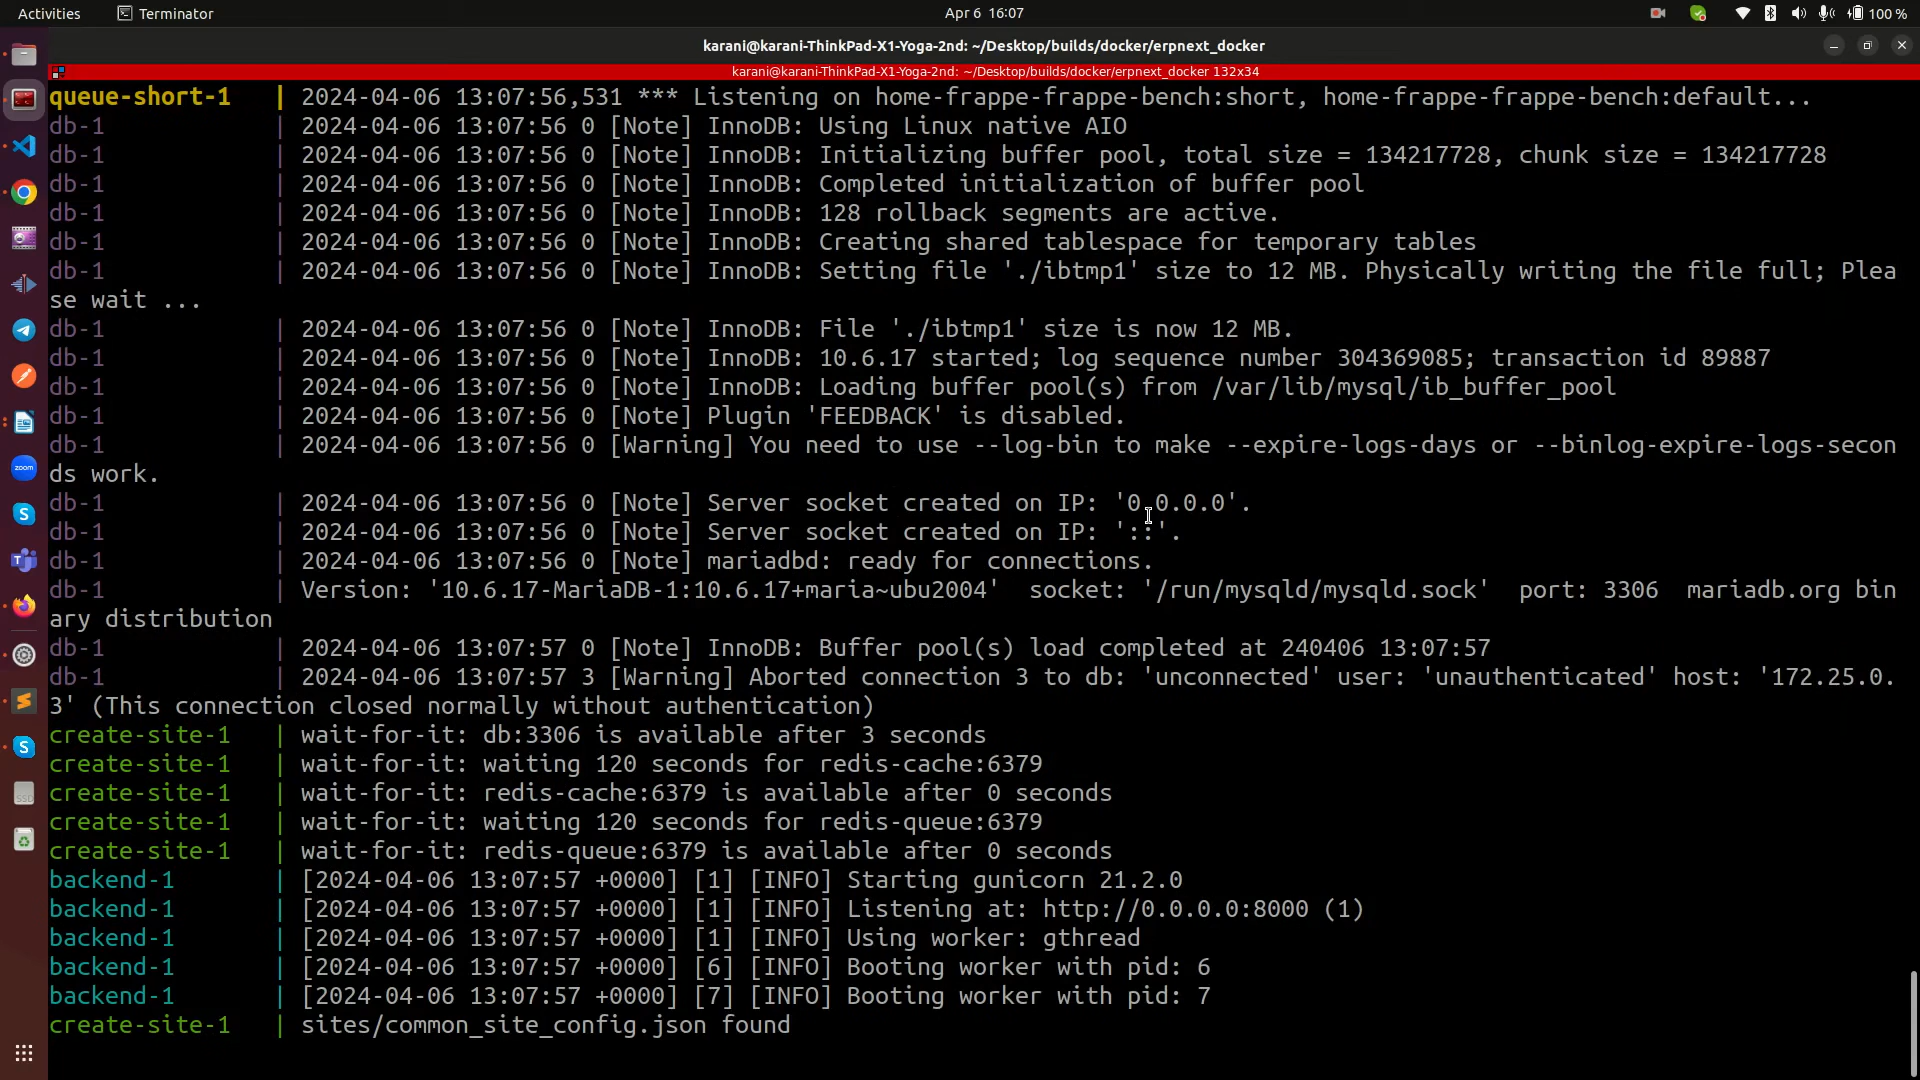 Activities
Terminator
Apr 6 16:07
100 %
karani@karani-ThinkPad-X1-Yoga-2nd: ~/Desktop/builds/docker/erpnext_docker
karani@karani-ThinkPad-X1-Yoga-2nd: ~/Desktop/builds/docker/erpnext_docker 132x34
queue-short-1 | 2024-04-06 13:07:56,531 *** Listening on home-frappe-frappe-bench:short, home-frappe-frappe-bench:default...
db-1 | 2024-04-06 13:07:56 0 [Note] InnoDB: Using Linux native AIO
db-1 | 2024-04-06 13:07:56 0 [Note] InnoDB: Initializing buffer pool, total size = 134217728, chunk size = 134217728
db-1 | 2024-04-06 13:07:56 0 [Note] InnoDB: Completed initialization of buffer pool
db-1 | 2024-04-06 13:07:56 0 [Note] InnoDB: 128 rollback segments are active.
db-1 | 2024-04-06 13:07:56 0 [Note] InnoDB: Creating shared tablespace for temporary tables
db-1 | 2024-04-06 13:07:56 0 [Note] InnoDB: Setting file './ibtmp1' size to 12 MB. Physically writing the file full; Plea
se wait ...
db-1 | 2024-04-06 13:07:56 0 [Note] InnoDB: File './ibtmp1' size is now 12 MB.
db-1 | 2024-04-06 13:07:56 0 [Note] InnoDB: 10.6.17 started; log sequence number 304369085; transaction id 89887
db-1 | 2024-04-06 13:07:56 0 [Note] InnoDB: Loading buffer pool(s) from /var/lib/mysql/ib_buffer_pool
db-1 | 2024-04-06 13:07:56 0 [Note] Plugin 'FEEDBACK' is disabled.
db-1 | 2024-04-06 13:07:56 0 [Warning] You need to use --log-bin to make --expire-logs-days or --binlog-expire-logs-secon
ds work.
db-1 | 2024-04-06 13:07:56 0 [Note] Server socket created on IP: '0.0.0.0'.
db-1 | 2024-04-06 13:07:56 0 [Note] Server socket created on IP: '::'.
db-1 | 2024-04-06 13:07:56 0 [Note] mariadbd: ready for connections.
db-1 | Version: '10.6.17-MariaDB-1:10.6.17+maria~ubu2004' socket: '/run/mysqld/mysqld.sock' port: 3306 mariadb.org bin
ary distribution
db-1 | 2024-04-06 13:07:57 0 [Note] InnoDB: Buffer pool(s) load completed at 240406 13:07:57
db-1 | 2024-04-06 13:07:57 3 [Warning] Aborted connection 3 to db: 'unconnected' user: 'unauthenticated' host: '172.25.0.
3' (This connection closed normally without authentication)
create-site-1 | wait-for-it: db:3306 is available after 3 seconds
create-site-1 | wait-for-it: waiting 120 seconds for redis-cache:6379
create-site-1 | wait-for-it: redis-cache:6379 is available after 0 seconds
create-site-1 | wait-for-it: waiting 120 seconds for redis-queue:6379
create-site-1 | wait-for-it: redis-queue:6379 is available after 0 seconds
backend-1 | [2024-04-06 13:07:57 +0000] [1] [INFO] Starting gunicorn 21.2.0
backend-1 | [2024-04-06 13:07:57 +0000] [1] [INFO] Listening at: http://0.0.0.0:8000 (1)
backend-1 | [2024-04-06 13:07:57 +0000] [1] [INFO] Using worker: gthread
backend-1 | [2024-04-06 13:07:57 +0000] [6] [INFO] Booting worker with pid: 6
backend-1 | [2024-04-06 13:07:57 +0000] [7] [INFO] Booting worker with pid: 7
create-site-1 | sites/common_site_config.json found
zoom
SSD